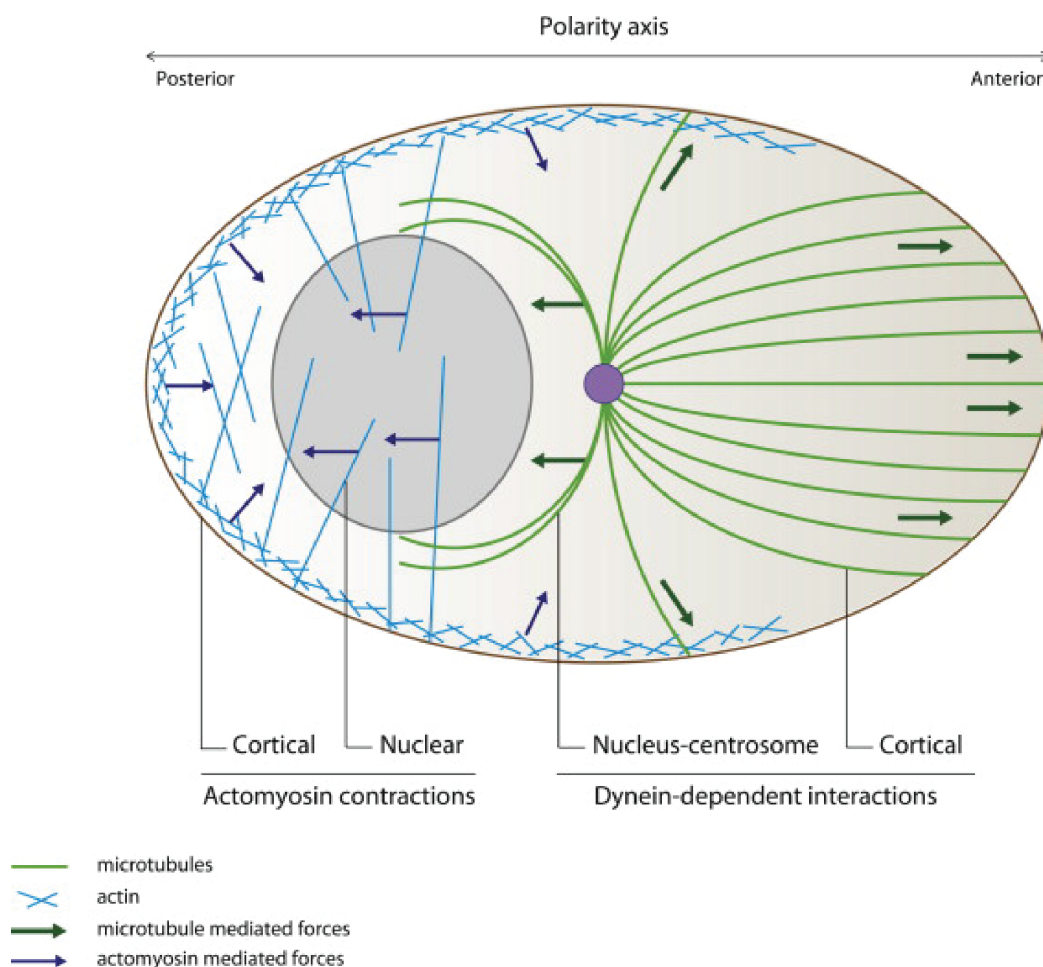 Polarity axis
Posterior Anterior
Cortical Nuclear Nucleus-centrosome Cortical
Actomyosin contractions Dynein-dependent interactions
microtubules
actin
microtubule mediated forces
actomyosin mediated forces